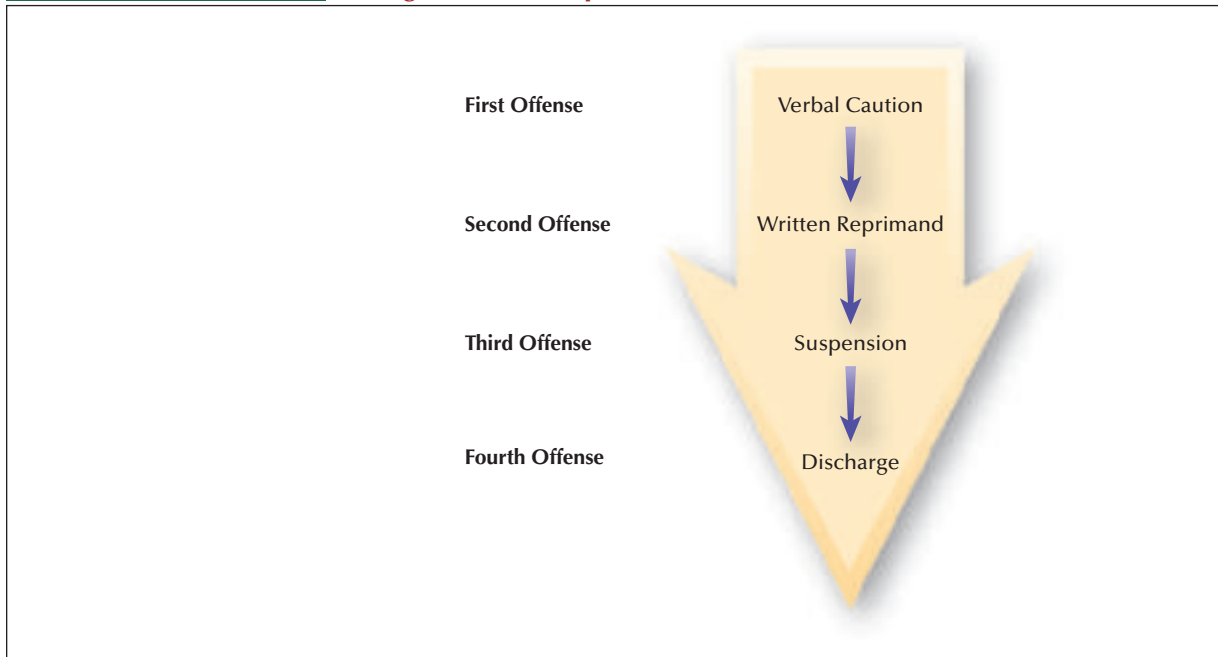 First Offense Verbal Caution
Second Offense Written Reprimand
Third Offense Suspension
Fourth Offense Discharge